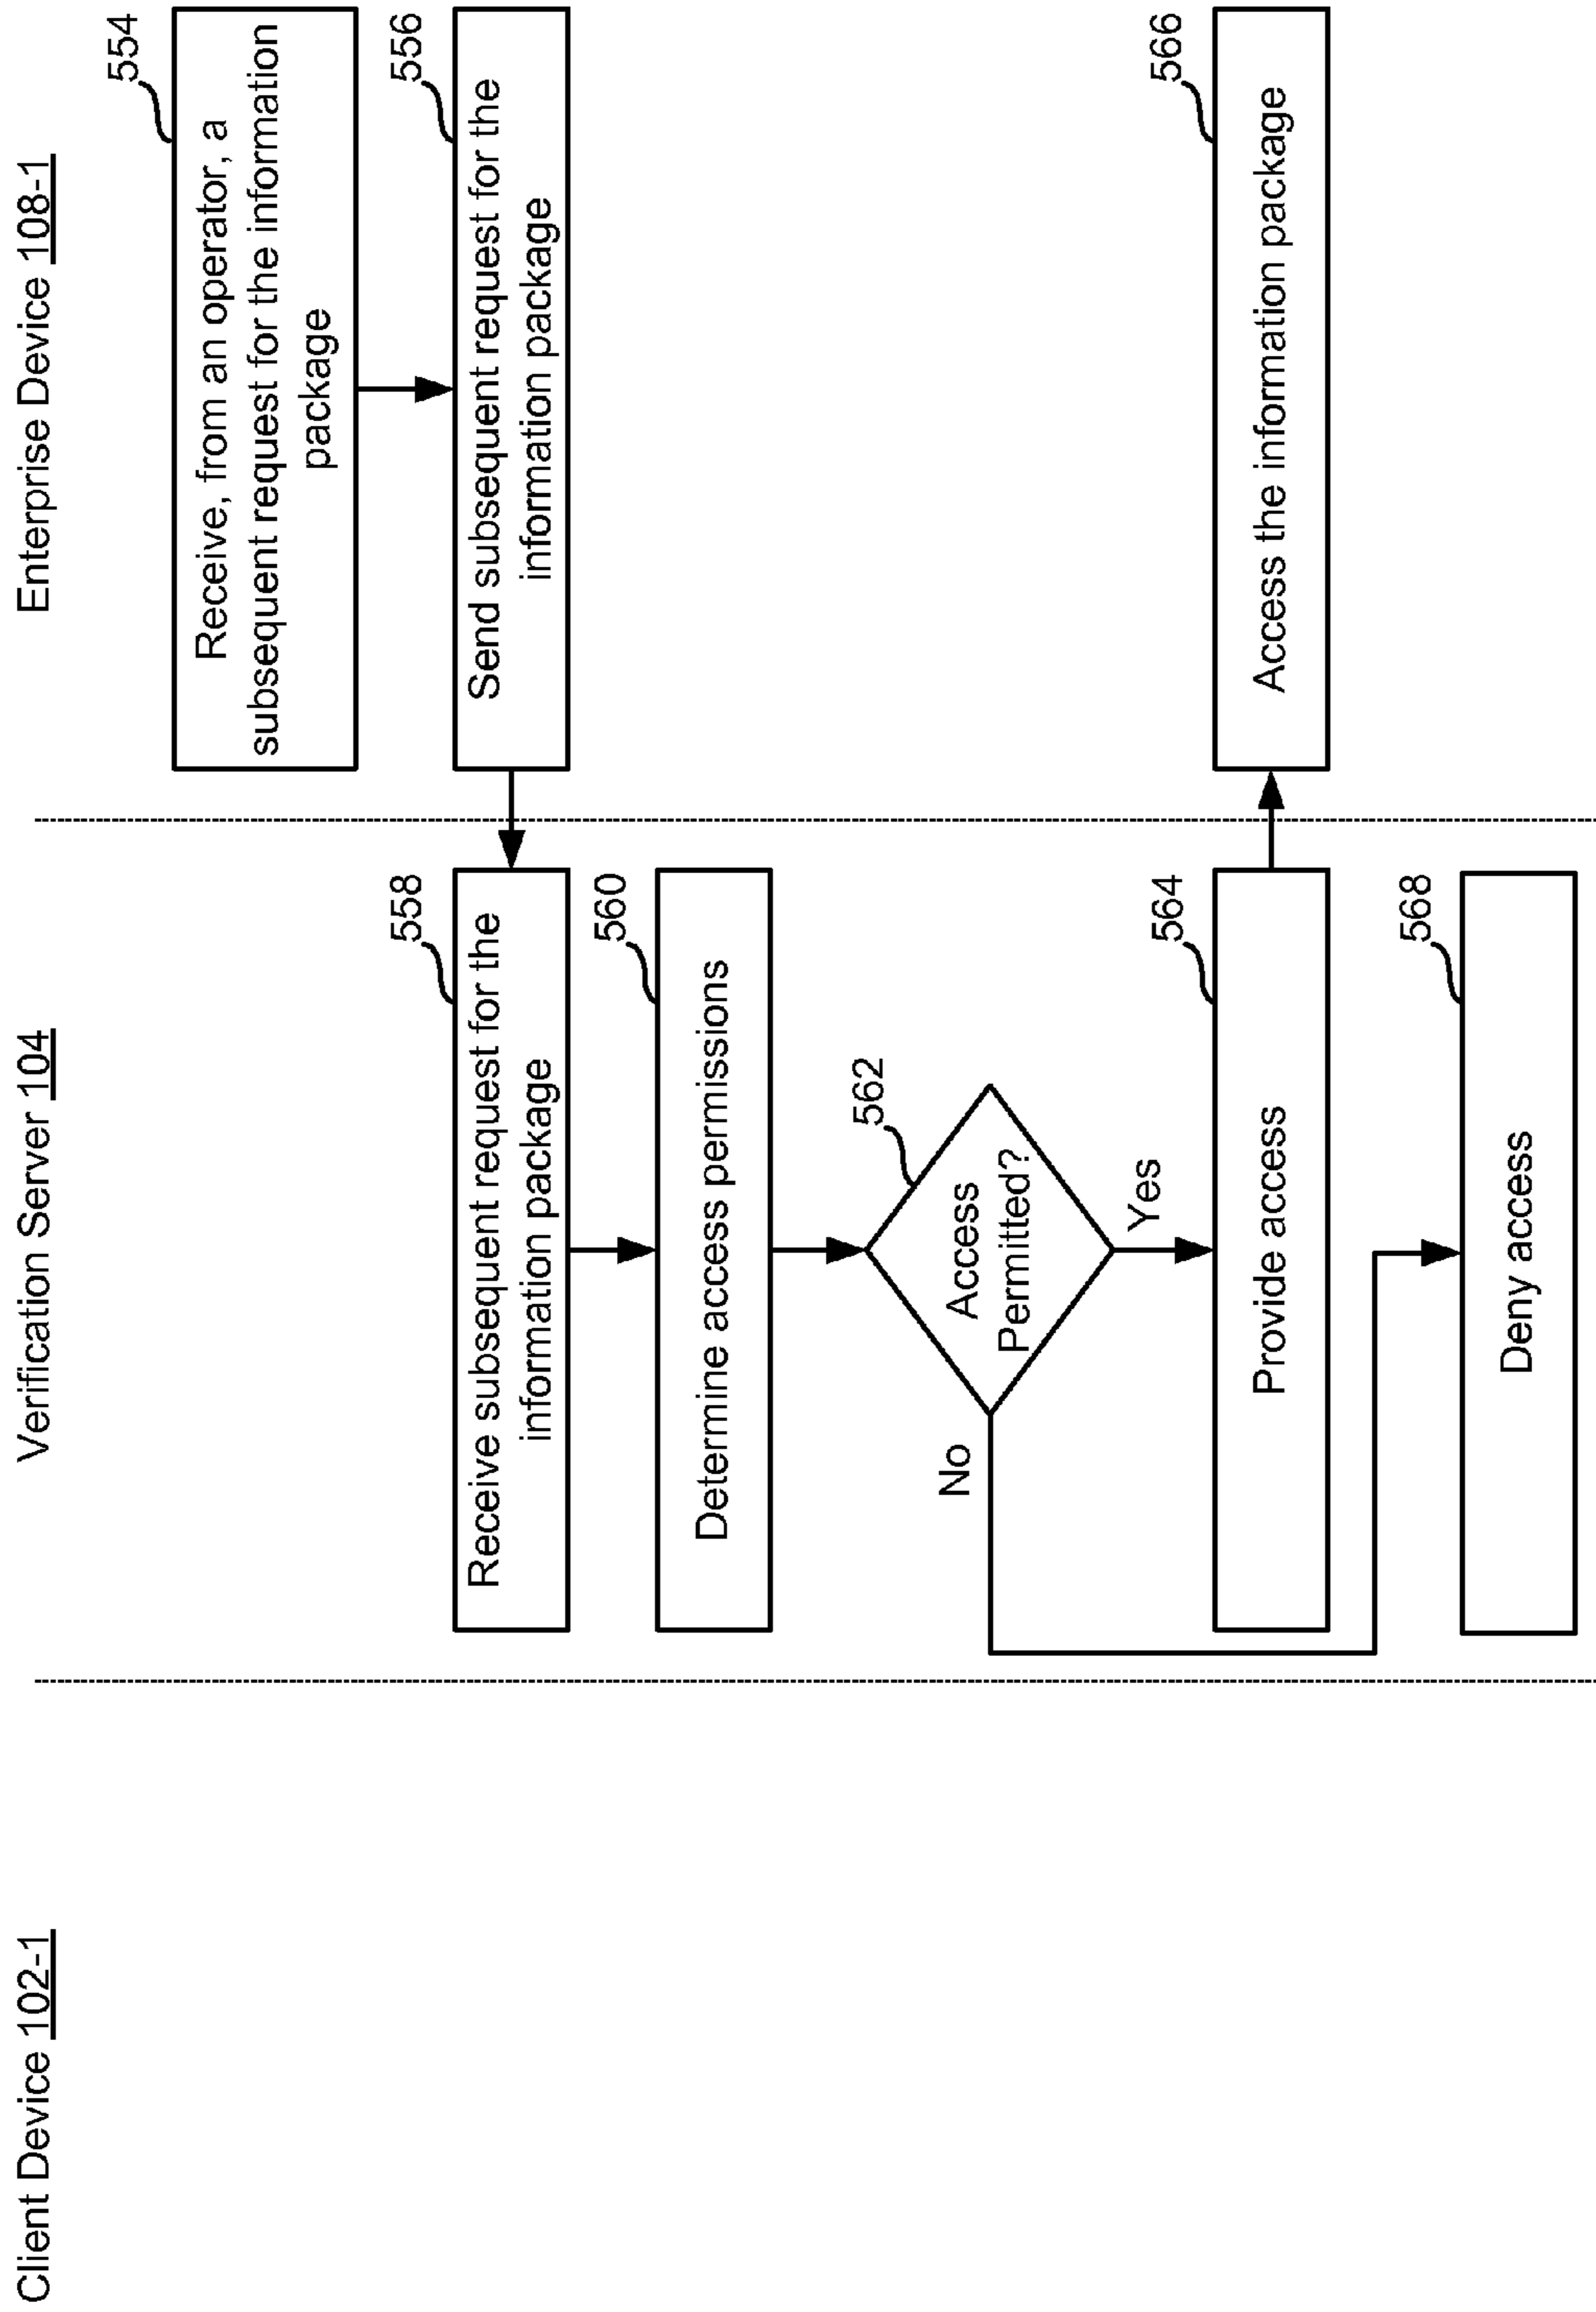 Client Device 102-1
Verification Server 104
Enterprise Device 108-1
554
Receive, from an operator, a
subsequent request for the information
package
556
Send subsequent request for the
information package
558
Receive subsequent request for the
information package
560
Determine access permissions
562
Access
Permitted?
No
Yes
564
Provide access
566
Access the information package
568
Deny access